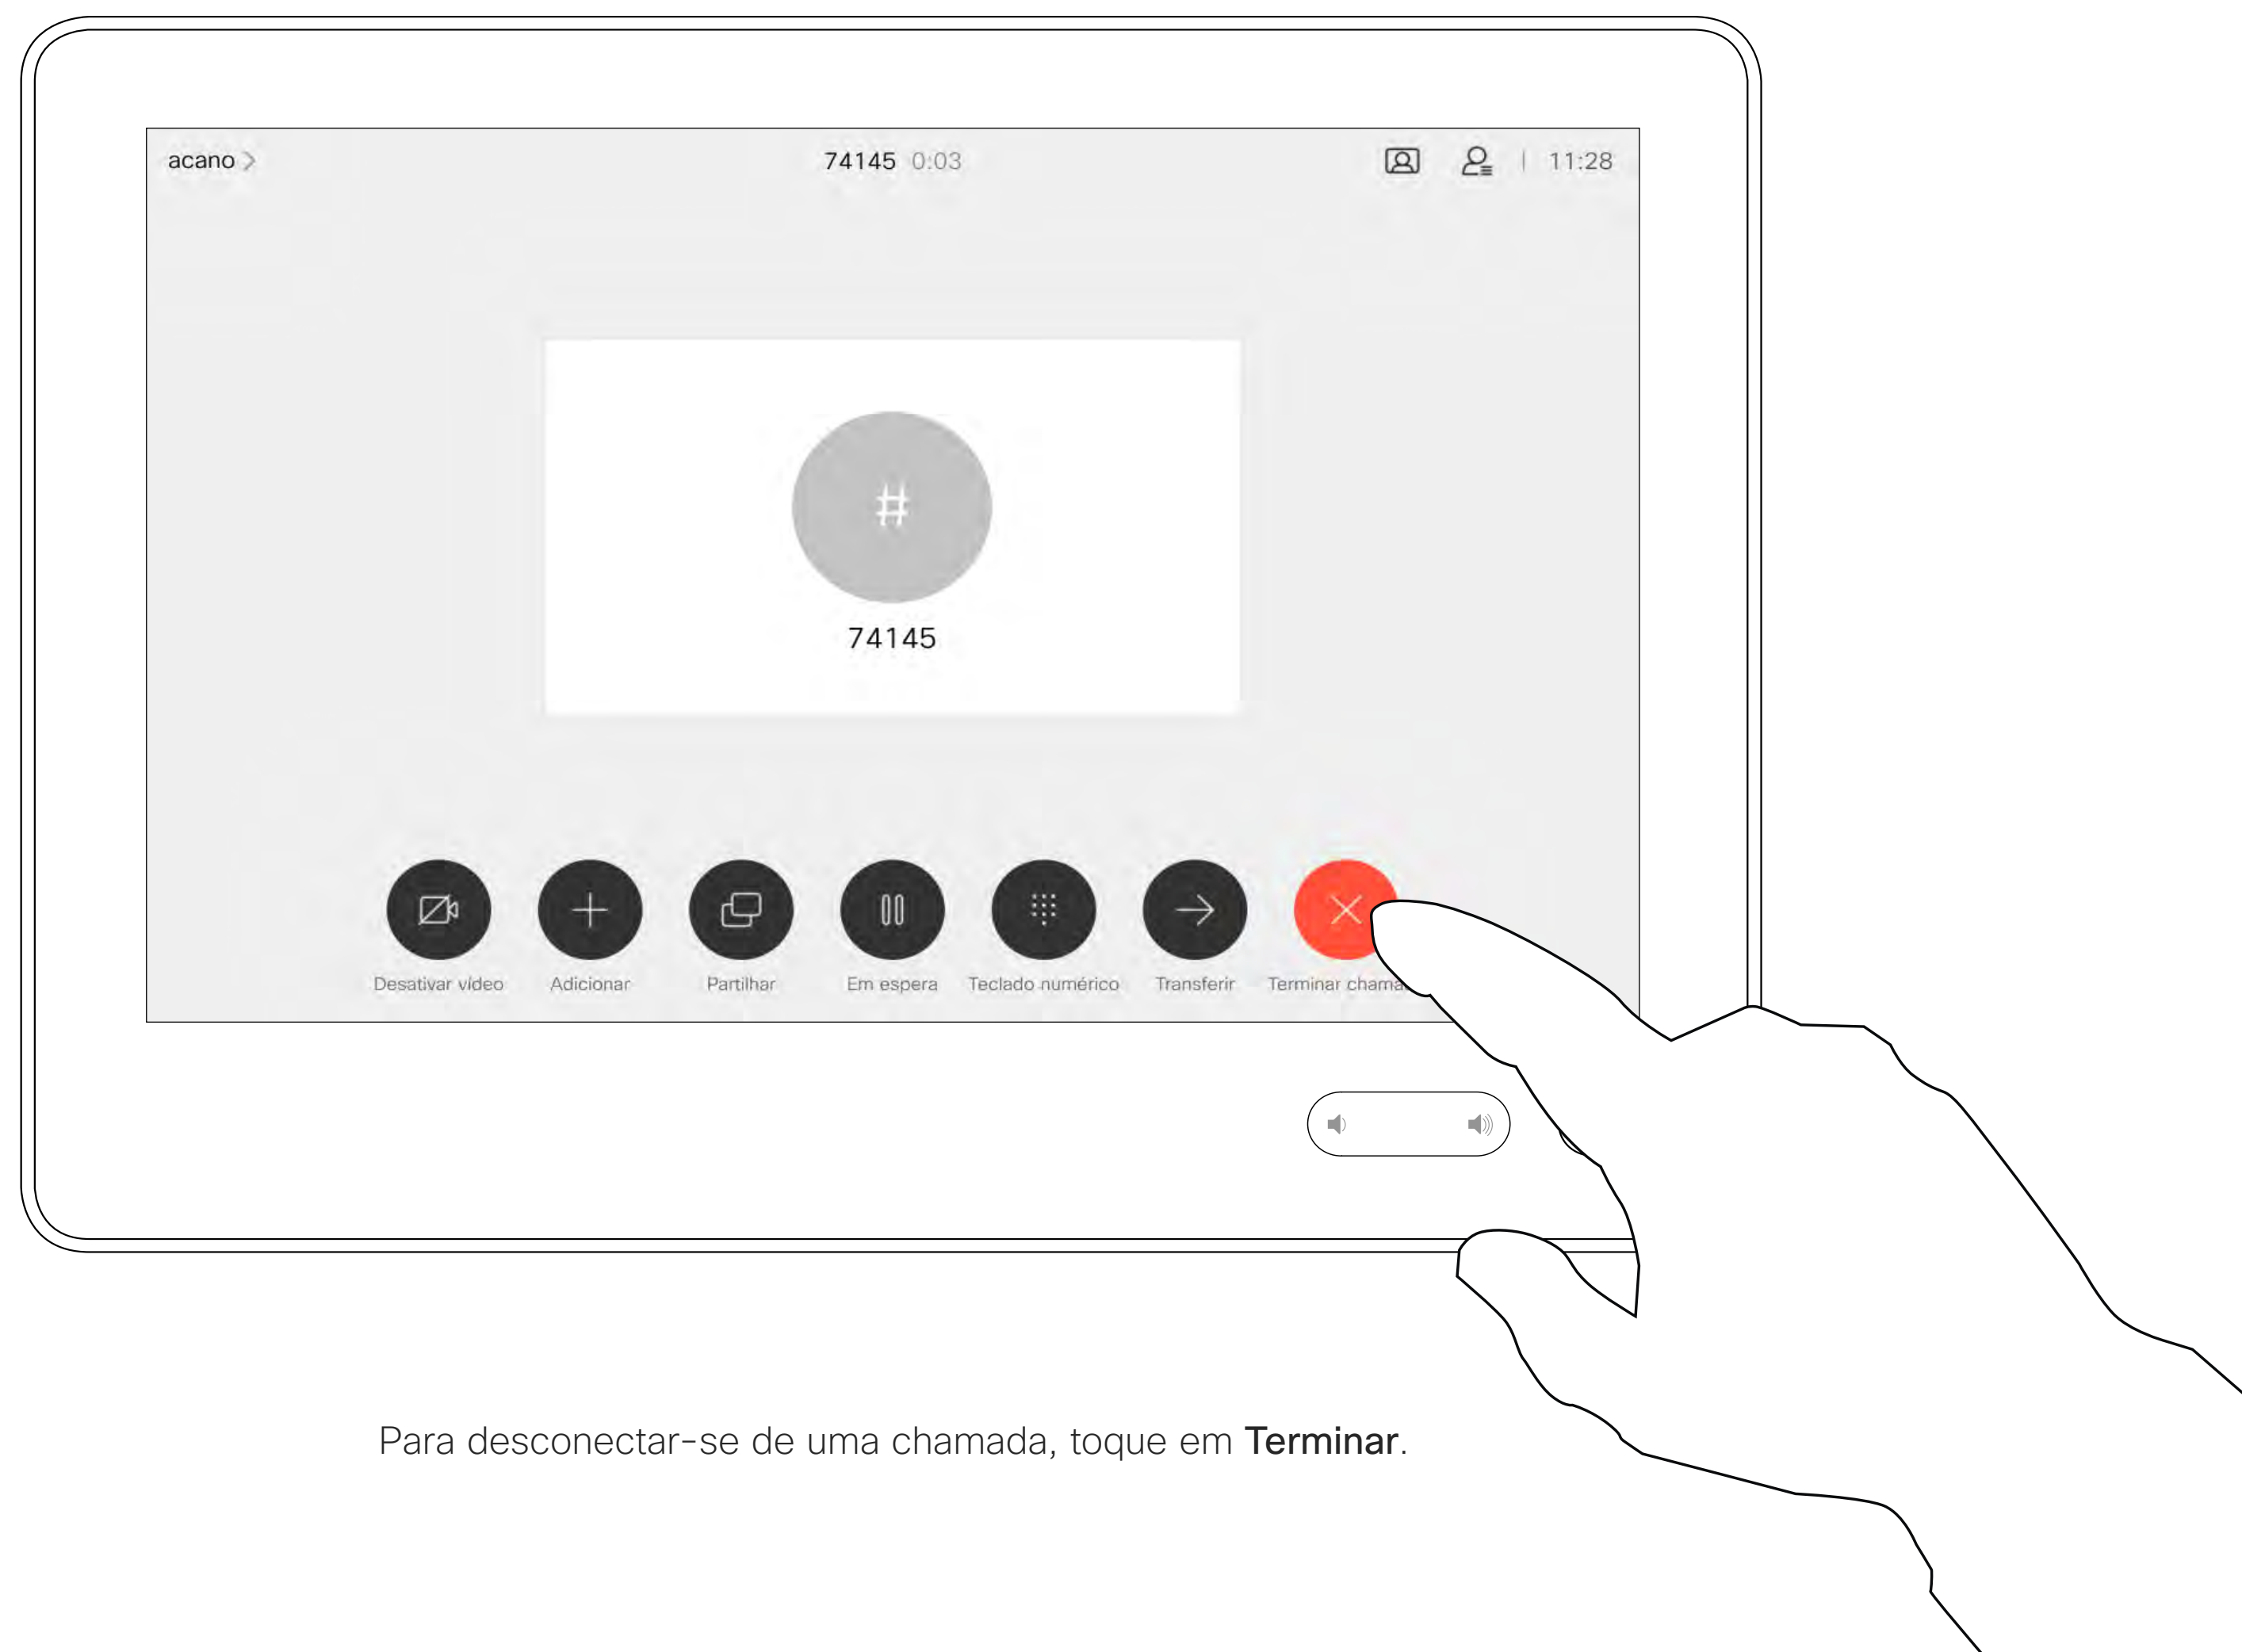 acano
74145 0:03
11:28
#
74145
Desativar vídeo
Adicionar
Partilhar
Em espera
Teclado numérico
Transferir
Terminar
Para desconectar-se de uma chamada, toque em Terminar.